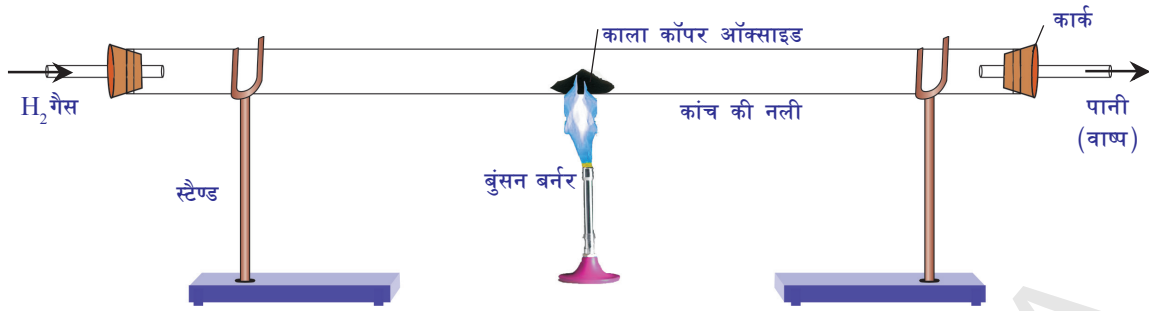 कार्क
काला कॉपर ऑक्साइड
H₂ गैस
कांच की नली
पानी
(वाष्प)
बुंसन बर्नर
स्टैण्ड